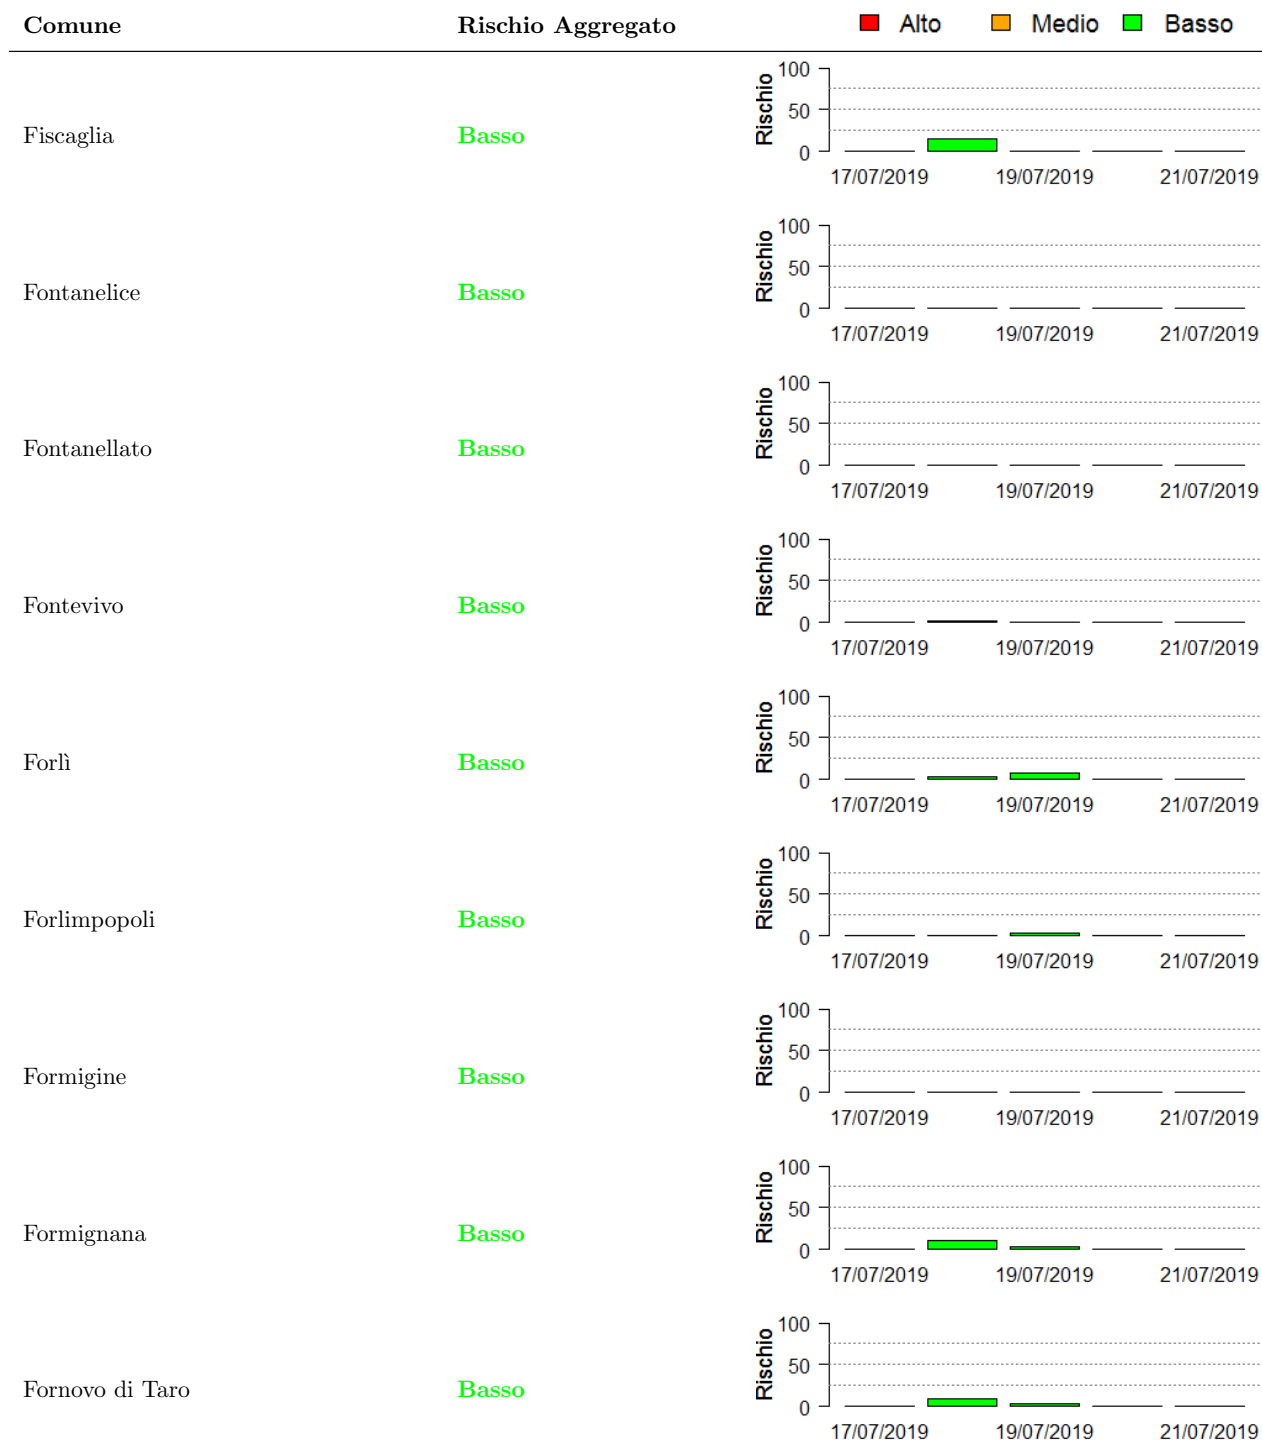 Comune Rischio Aggregato Alto Medio Basso
Fiscaglia Basso Rischio 100 50 0
17/07/2019 19/07/2019 21/07/2019
Fontanelice Basso Rischio 100 50 0
17/07/2019 19/07/2019 21/07/2019
Fontanellato Basso Rischio 100 50 0
17/07/2019 19/07/2019 21/07/2019
Fontevivo Basso Rischio 100 50 0
17/07/2019 19/07/2019 21/07/2019
Forlì Basso Rischio 100 50 0
17/07/2019 19/07/2019 21/07/2019
Forlimpopoli Basso Rischio 100 50 0
17/07/2019 19/07/2019 21/07/2019
Formigine Basso Rischio 100 50 0
17/07/2019 19/07/2019 21/07/2019
Formignana Basso Rischio 100 50 0
17/07/2019 19/07/2019 21/07/2019
Fornovo di Taro Basso Rischio 100 50 0
17/07/2019 19/07/2019 21/07/2019